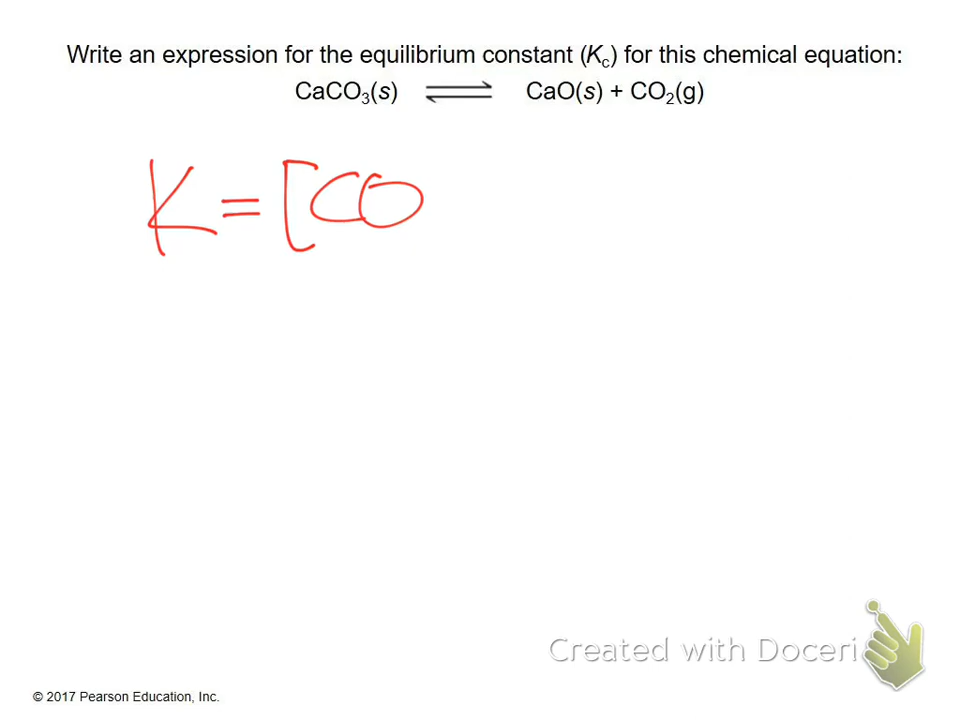 Write an expression for the equilibrium constant (Kc) for this chemical equation:
CaCO3(s) ⇌ CaO(s) + CO2(g)
K = [CO
Created with Doceri
© 2017 Pearson Education, Inc.